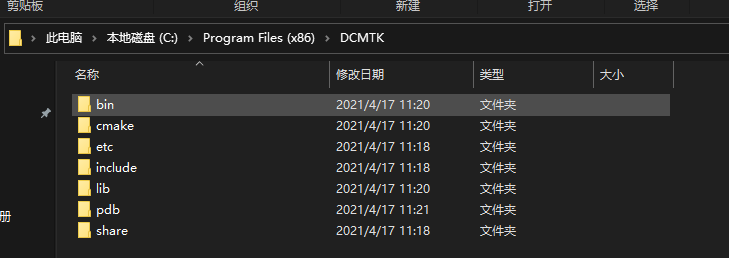 剪贴板 组织 新建 打开 选择
此电脑 本地磁盘 (C:) Program Files (x86) DCMTK
名称 修改日期 类型 大小
bin 2021/4/17 11:20 文件夹
cmake 2021/4/17 11:20 文件夹
etc 2021/4/17 11:18 文件夹
include 2021/4/17 11:18 文件夹
lib 2021/4/17 11:20 文件夹
pdb 2021/4/17 11:21 文件夹
册 share 2021/4/17 11:18 文件夹